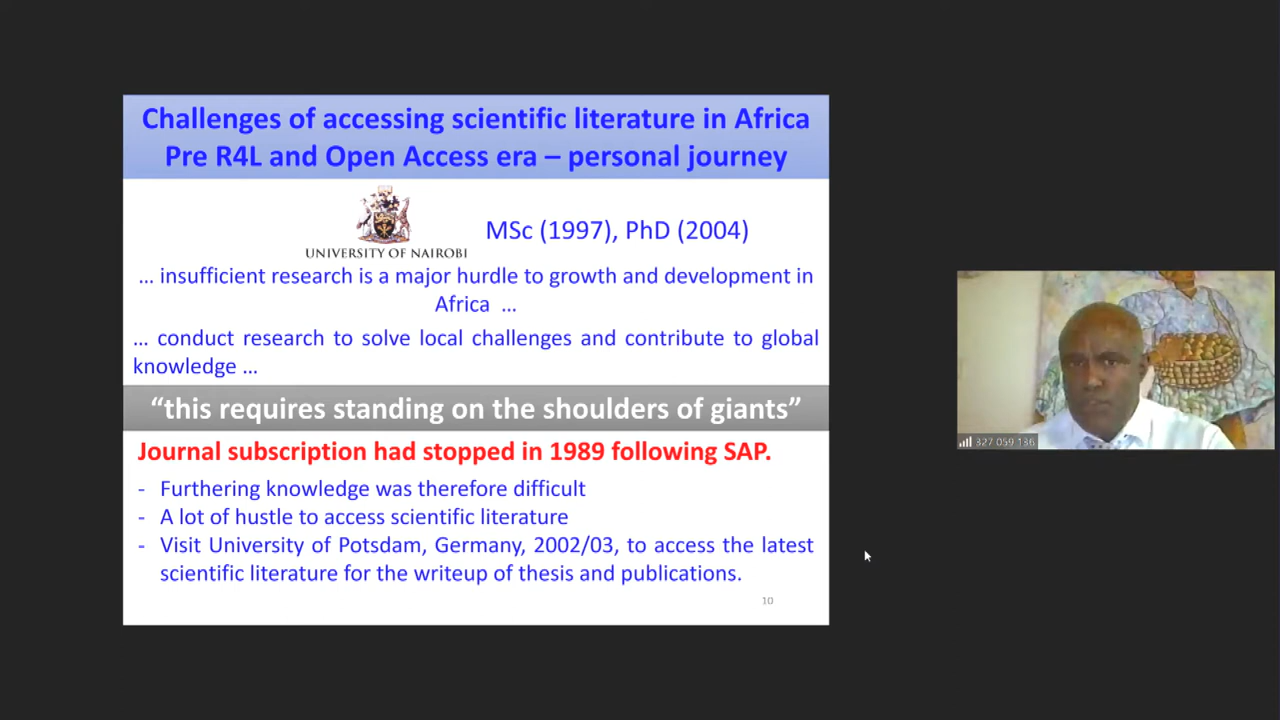 Challenges of accessing scientific literature in Africa
Pre R4L and Open Access era – personal journey
UNIVERSITY OF NAIROBI
MSc (1997), PhD (2004)
... insufficient research is a major hurdle to growth and development in
Africa ...
... conduct research to solve local challenges and contribute to global
knowledge ...
“this requires standing on the shoulders of giants”
Journal subscription had stopped in 1989 following SAP.
- Furthering knowledge was therefore difficult
- A lot of hustle to access scientific literature
- Visit University of Potsdam, Germany, 2002/03, to access the latest
scientific literature for the writeup of thesis and publications.
10
327 059 136